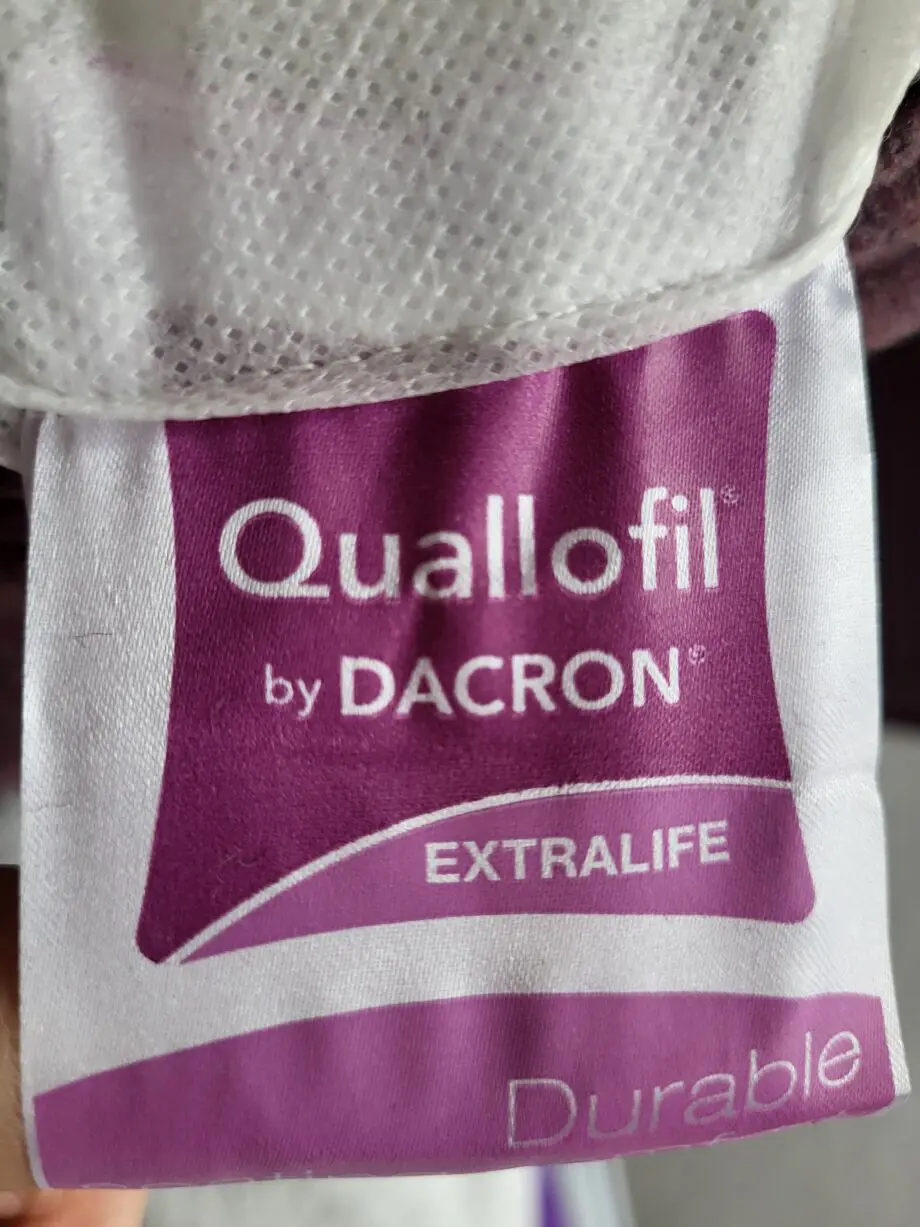 Quallofil®
by DACRON®
EXTRALIFE
Durable